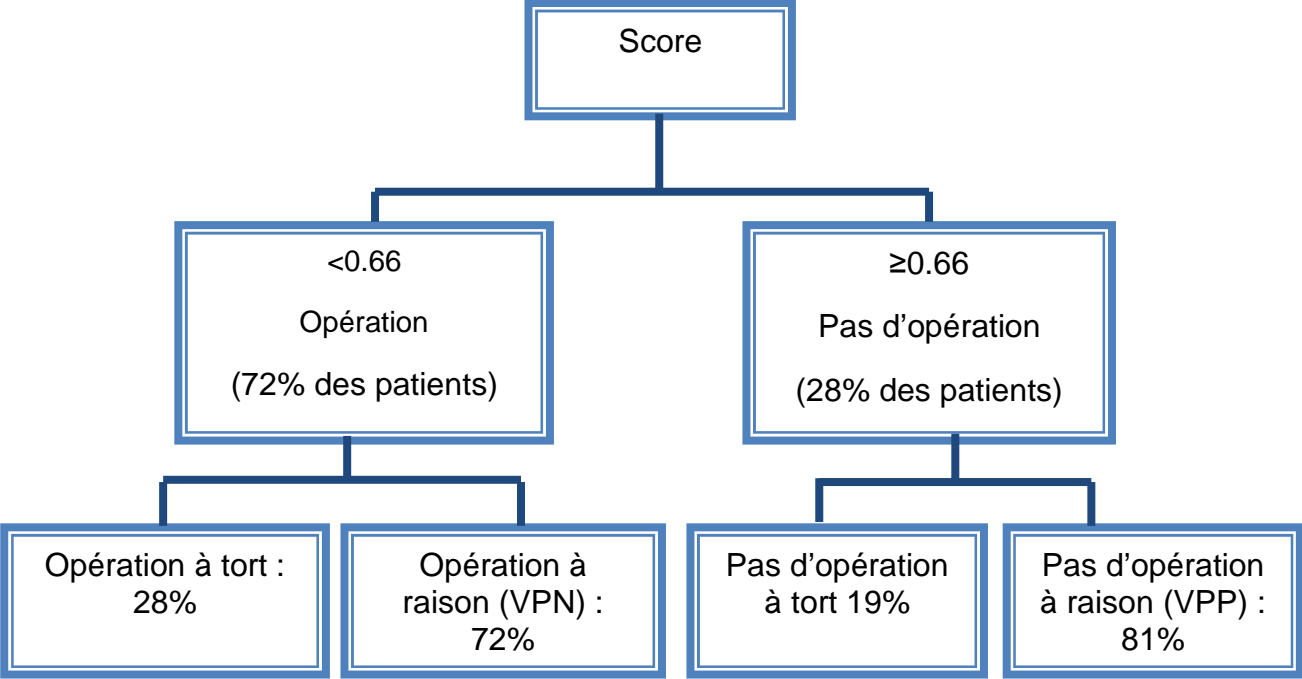 Score
<0.66
Opération
(72% des patients)
≥0.66
Pas d’opération
(28% des patients)
Opération à tort :
28%
Opération à
raison (VPN) :
72%
Pas d’opération
à tort 19%
Pas d’opération
à raison (VPP) :
81%